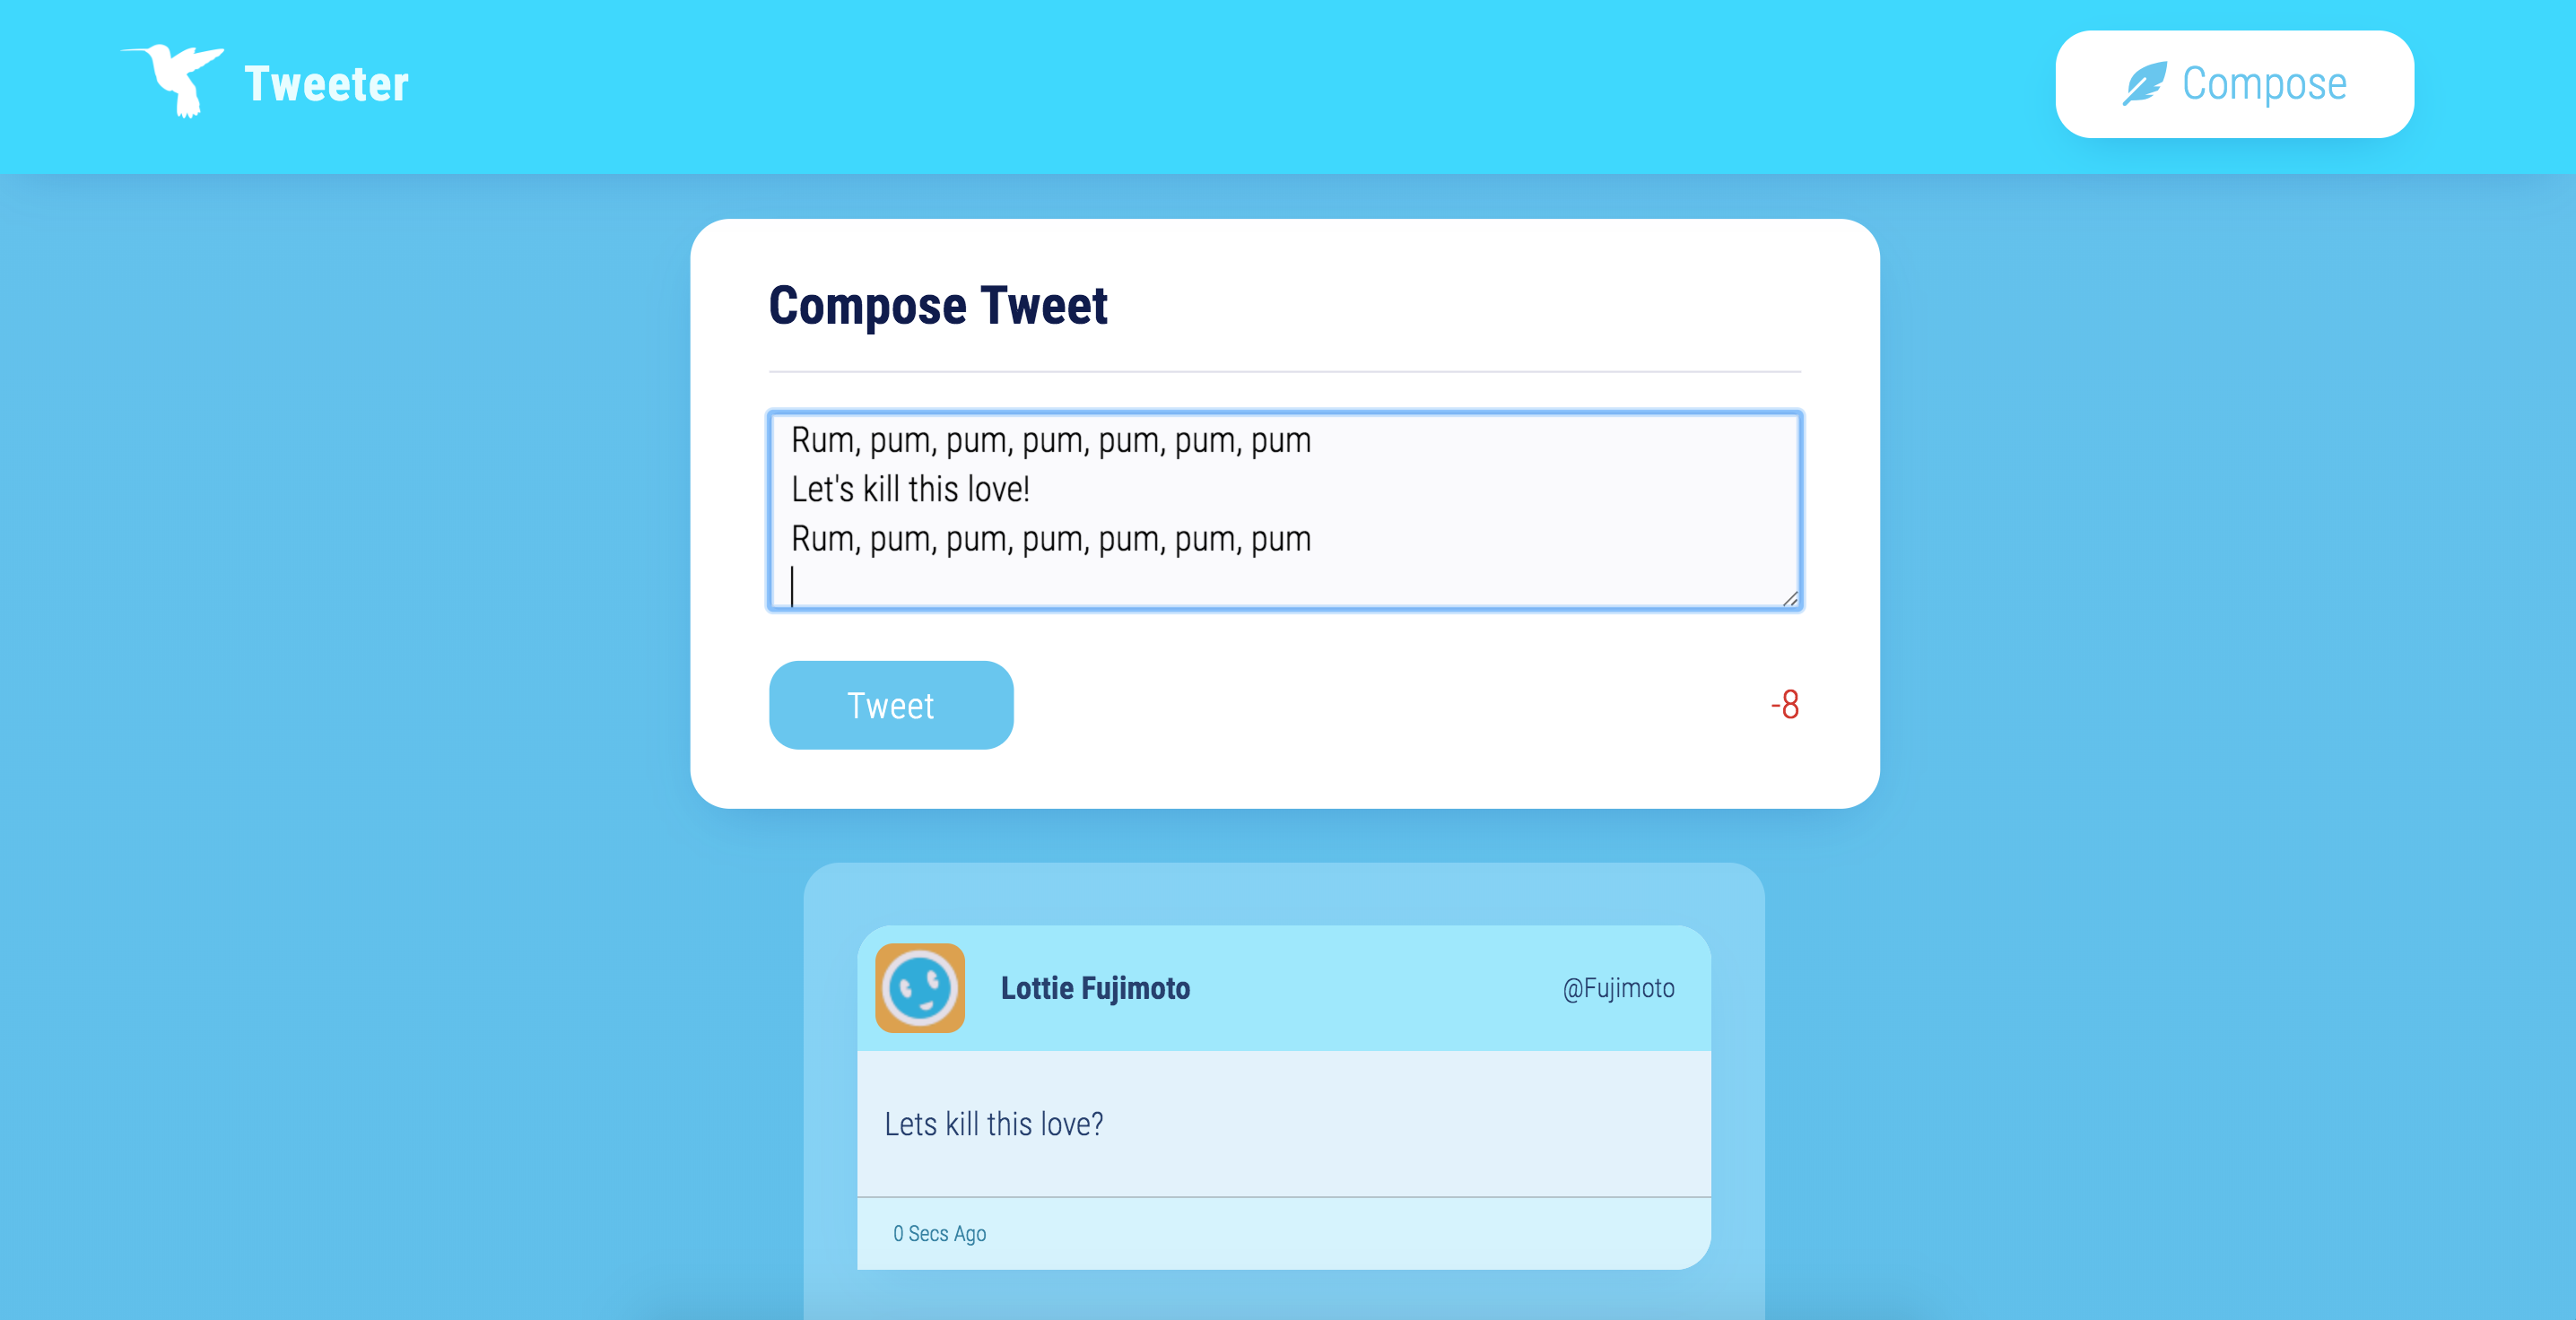 Tweeter
Compose
Compose Tweet
Rum, pum, pum, pum, pum, pum, pum
Let's kill this love!
Rum, pum, pum, pum, pum, pum, pum
Tweet
-8
Lottie Fujimoto
@Fujimoto
Lets kill this love?
0 Secs Ago